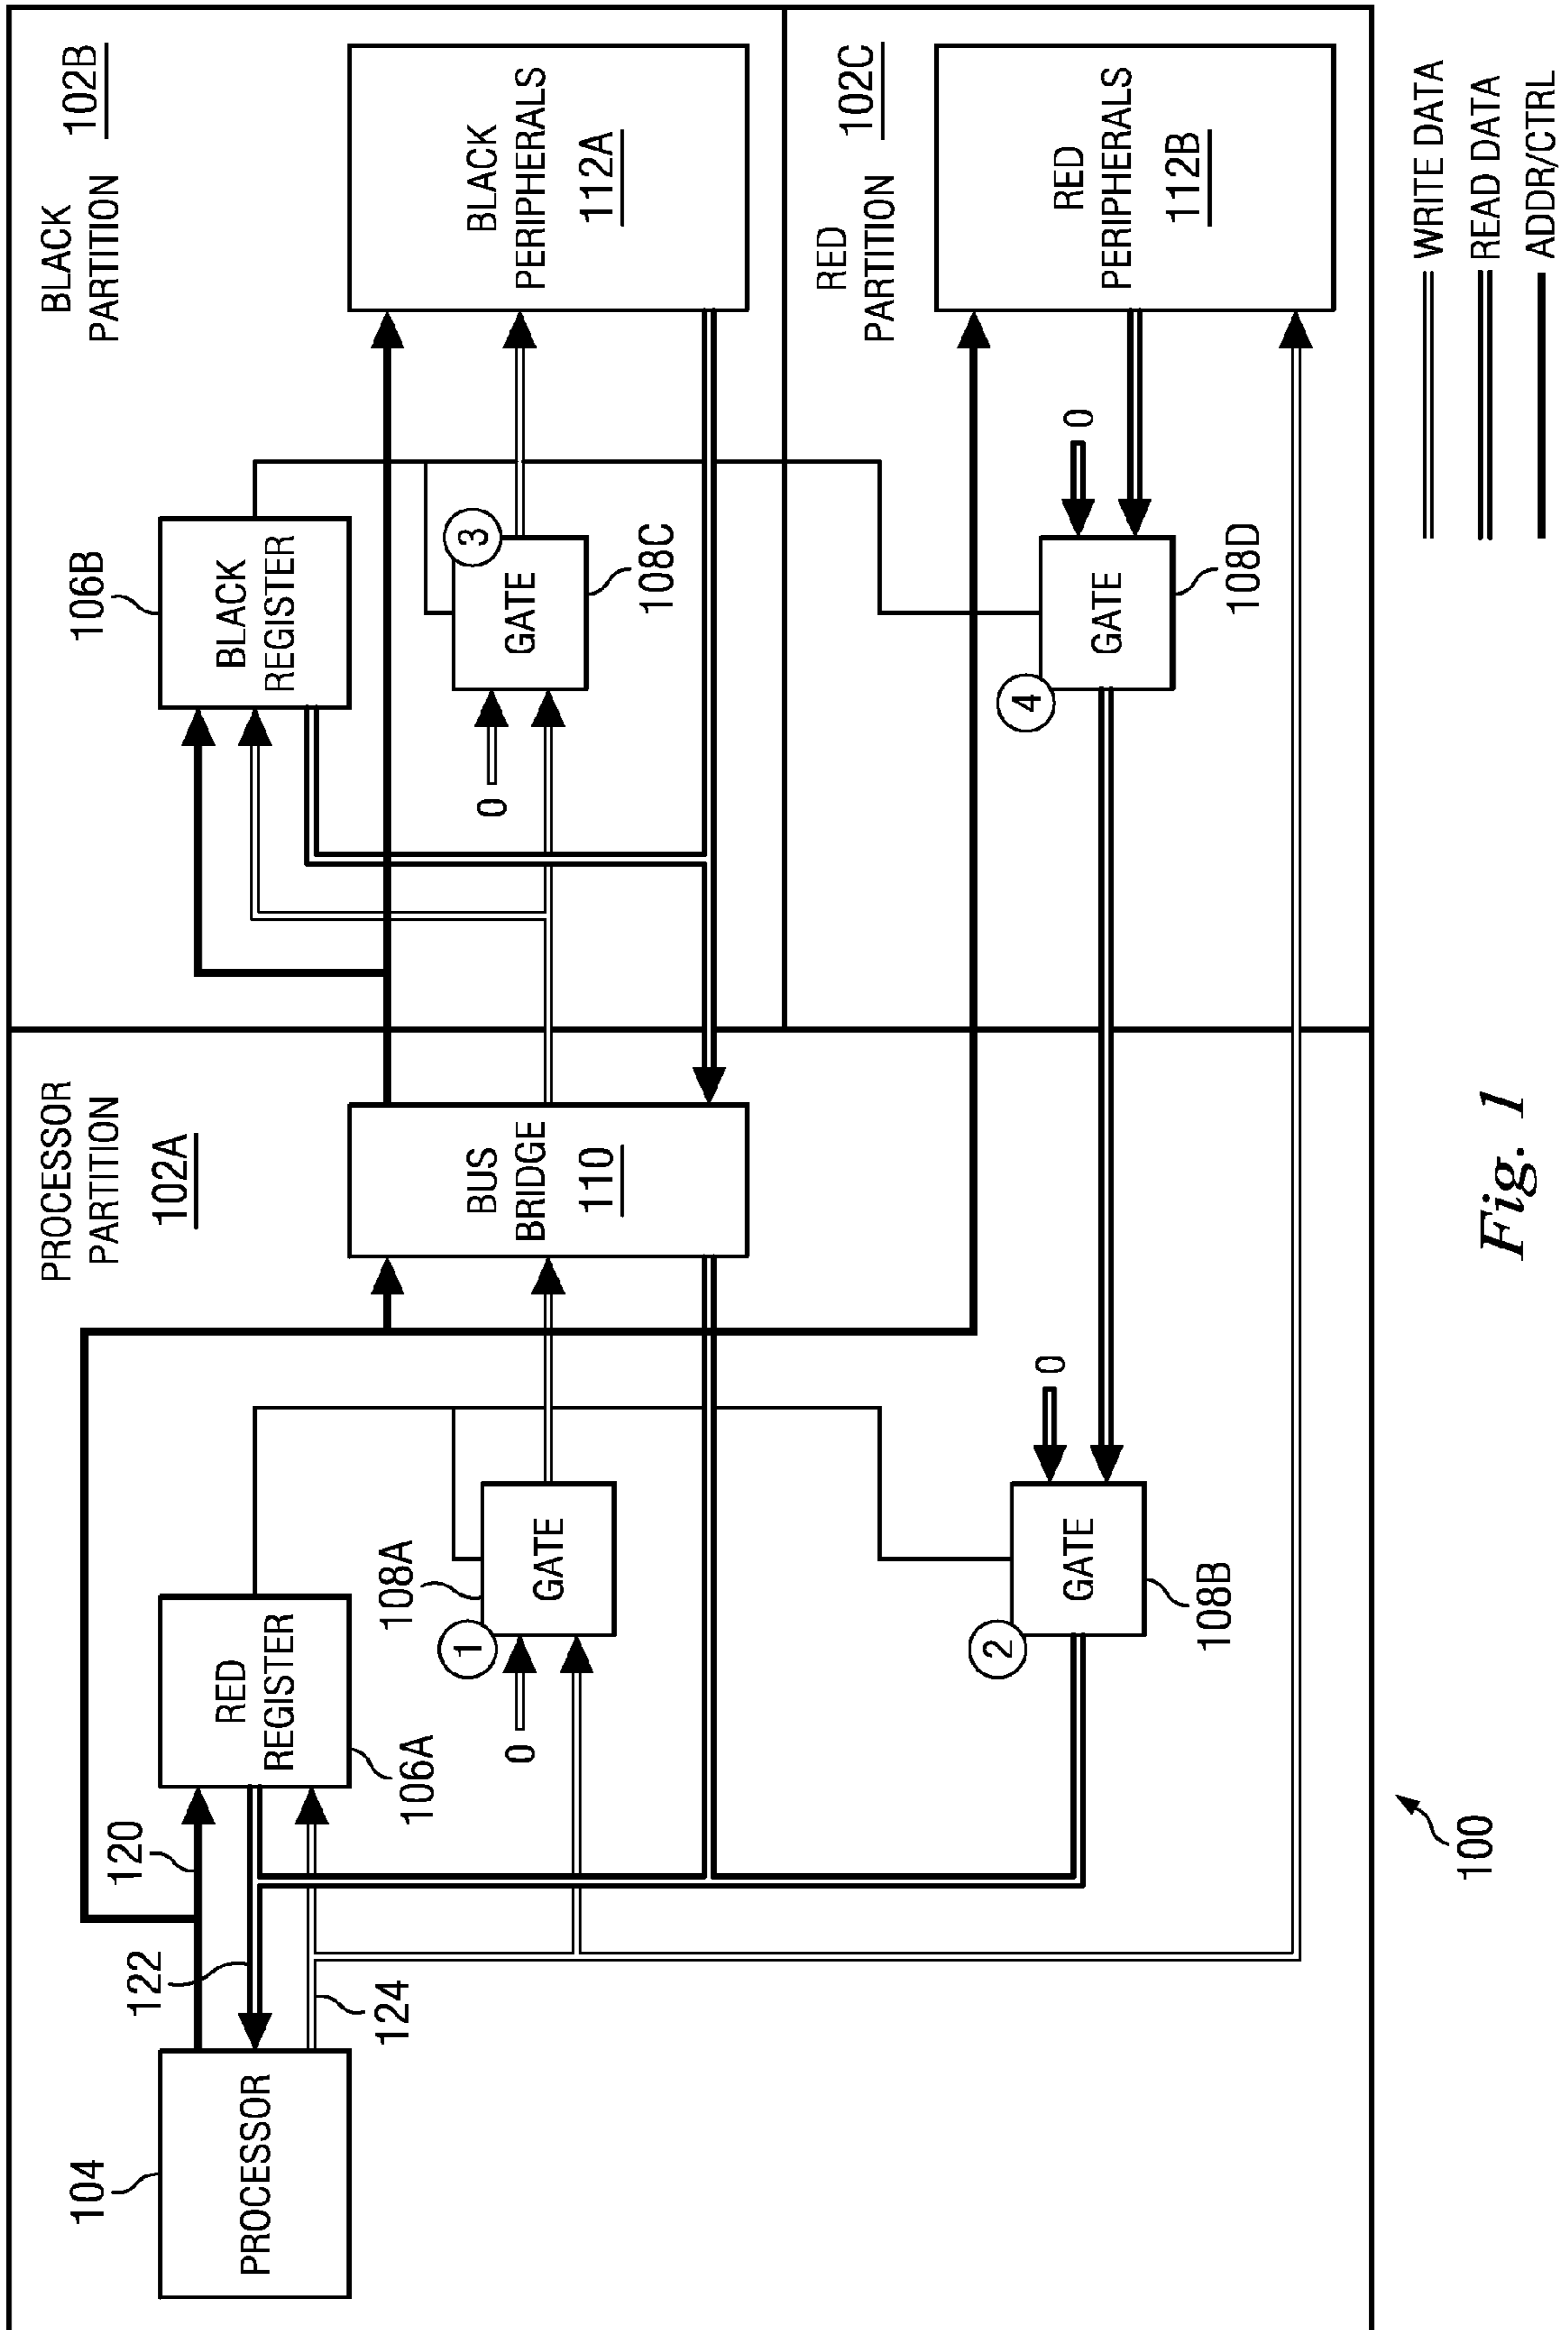 PROCESSOR
PARTITION
102A
BLACK
PARTITION
102B
104
PROCESSOR
120
122
124
RED
REGISTER
106A
108A
1
0
GATE
BUS
BRIDGE
110
106B
BLACK
REGISTER
0
3
GATE
108C
BLACK
PERIPHERALS
112A
RED
PARTITION
102C
2
GATE
108B
0
4
GATE
108D
0
RED
PERIPHERALS
112B
100
WRITE DATA
READ DATA
ADDR/CTRL
Fig. 1